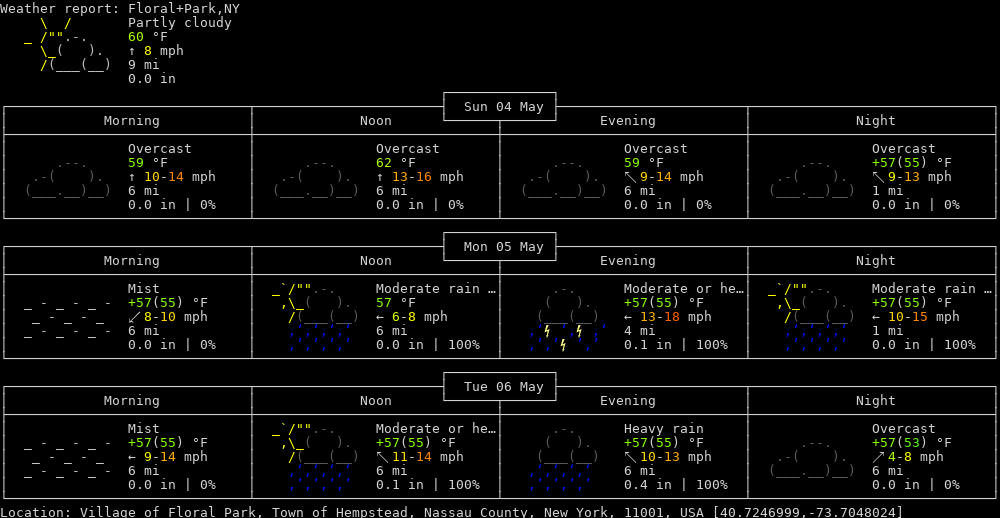 Weather report: Floral+Park,NY
Partly cloudy
60 °F
↑ 8 mph
9 mi
0.0 in
Sun 04 May
Morning Noon Evening Night
Overcast Overcast Overcast Overcast
59 °F 62 °F 59 °F +57(55) °F
↑ 10-14 mph ↑ 13-16 mph ↖ 9-14 mph ↖ 9-13 mph
6 mi 6 mi 6 mi 1 mi
0.0 in | 0% 0.0 in | 0% 0.0 in | 0% 0.0 in | 0%
Mon 05 May
Morning Noon Evening Night
Mist Moderate rain … Moderate or he… Moderate rain …
+57(55) °F 57 °F +57(55) °F +57(55) °F
↙ 8-10 mph ← 6-8 mph ← 13-18 mph ← 10-15 mph
6 mi 6 mi 4 mi 1 mi
0.0 in | 0% 0.0 in | 100% 0.1 in | 100% 0.0 in | 100%
Tue 06 May
Morning Noon Evening Night
Mist Moderate or he… Heavy rain Overcast
+57(55) °F +57(55) °F +57(55) °F +57(53) °F
← 9-14 mph ↖ 11-14 mph ↖ 10-13 mph ↗ 4-8 mph
6 mi 6 mi 6 mi 6 mi
0.0 in | 0% 0.1 in | 100% 0.4 in | 100% 0.0 in | 0%
Location: Village of Floral Park, Town of Hempstead, Nassau County, New York, 11001, USA [40.7246999,-73.7048024]